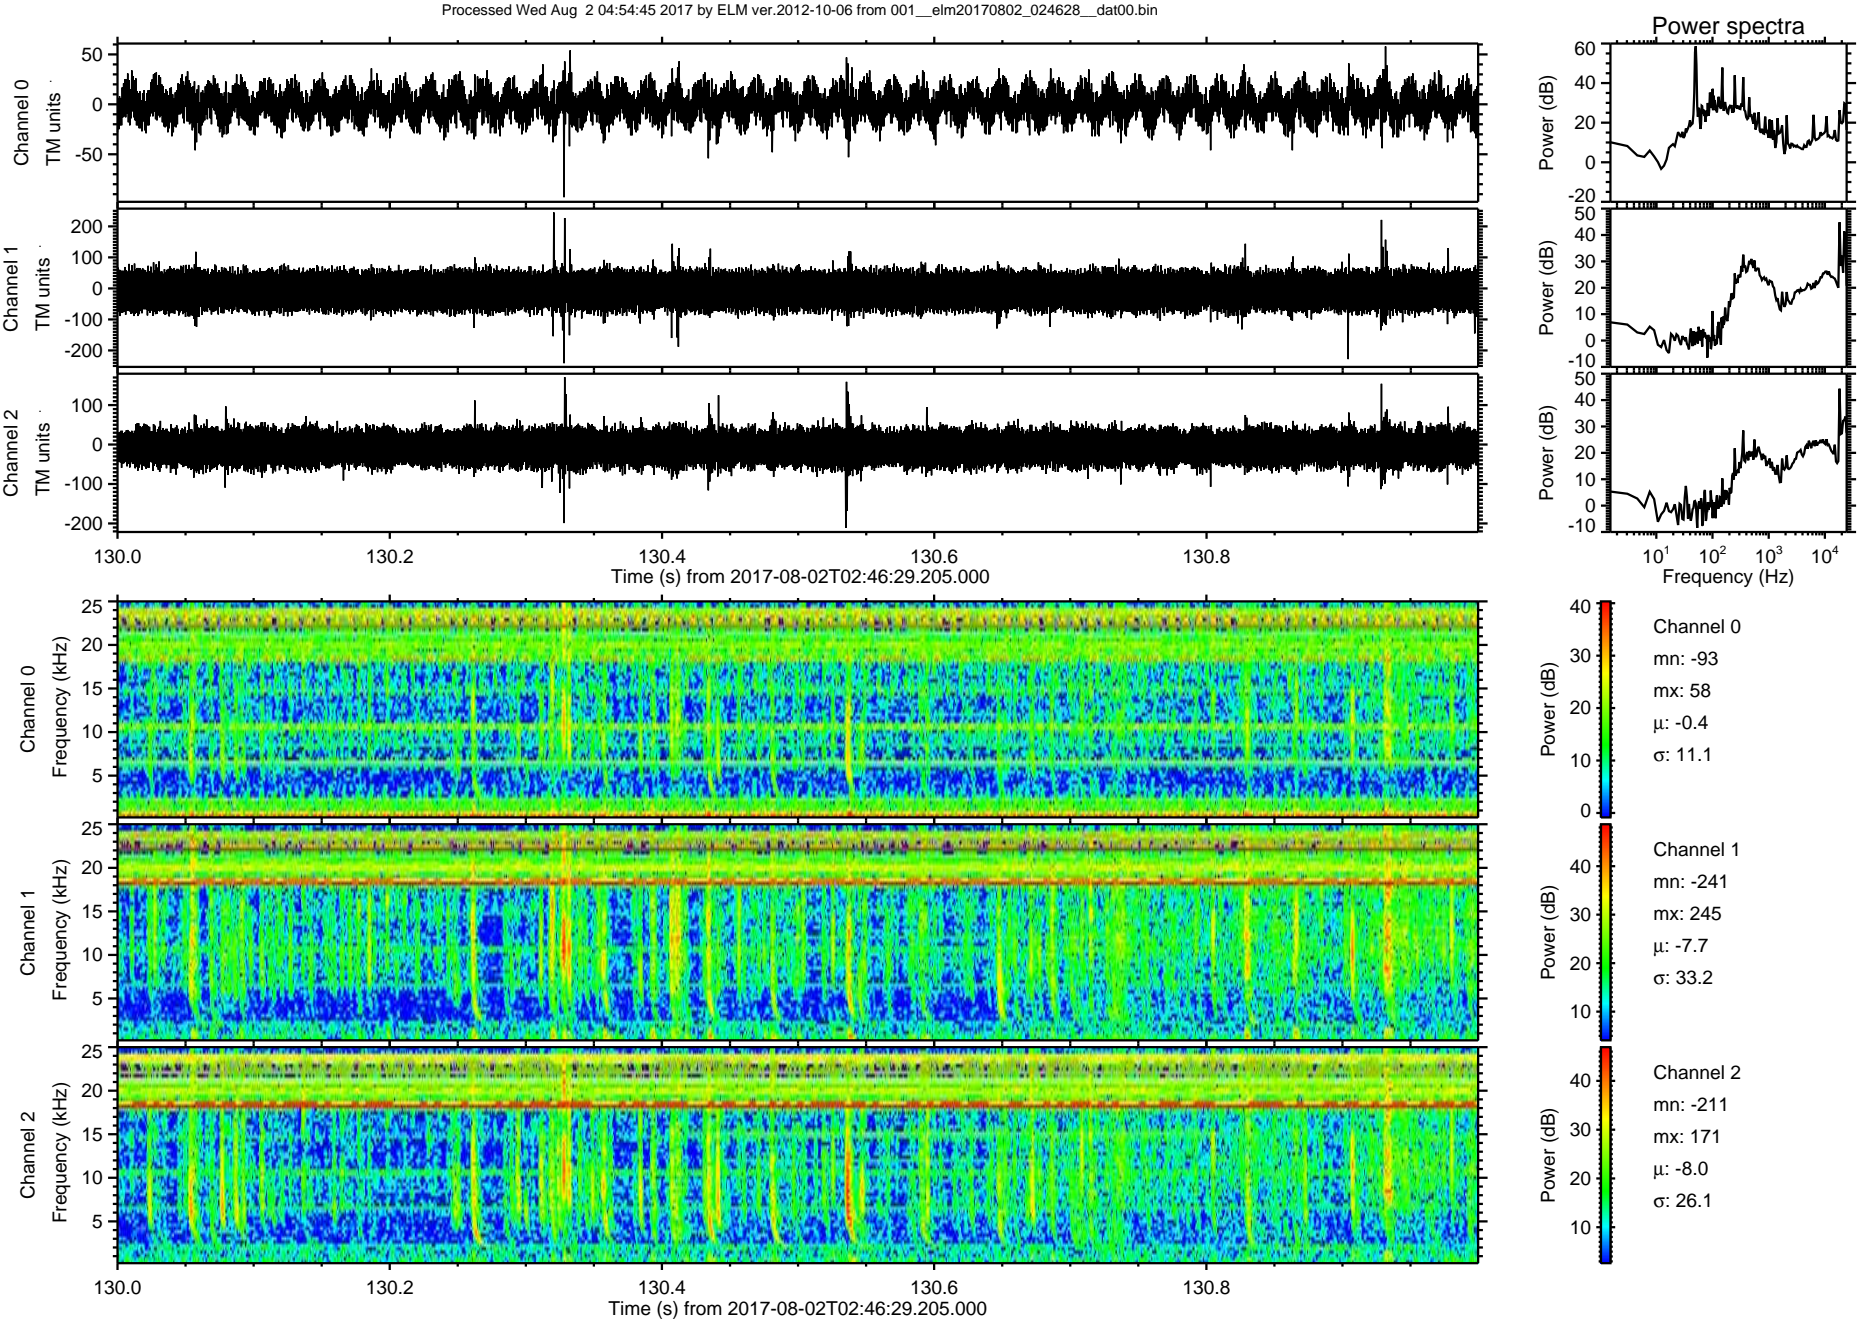 Processed Wed Aug  2 04:54:45 2017 by ELM ver.2012-10-06 from 001__elm20170802_024628__dat00.bin
Power spectra
Channel 0
TM units
50
0
-50
Power (dB)
60
40
20
0
-20
Channel 1
TM units
200
100
0
-100
-200
Power (dB)
50
40
30
20
10
0
-10
Channel 2
TM units
100
0
-100
-200
Power (dB)
50
40
30
20
10
0
-10
130.0 130.2 130.4 130.6 130.8
Time (s) from 2017-08-02T02:46:29.205.000
10^1 10^2 10^3 10^4
Frequency (Hz)
Channel 0
Frequency (kHz)
25
20
15
10
5
Power (dB)
40
30
20
10
0
Channel 0
mn: -93
mx: 58
μ: -0.4
σ: 11.1
Channel 1
Frequency (kHz)
25
20
15
10
5
Power (dB)
40
30
20
10
Channel 1
mn: -241
mx: 245
μ: -7.7
σ: 33.2
Channel 2
Frequency (kHz)
25
20
15
10
5
Power (dB)
40
30
20
10
Channel 2
mn: -211
mx: 171
μ: -8.0
σ: 26.1
130.0 130.2 130.4 130.6 130.8
Time (s) from 2017-08-02T02:46:29.205.000